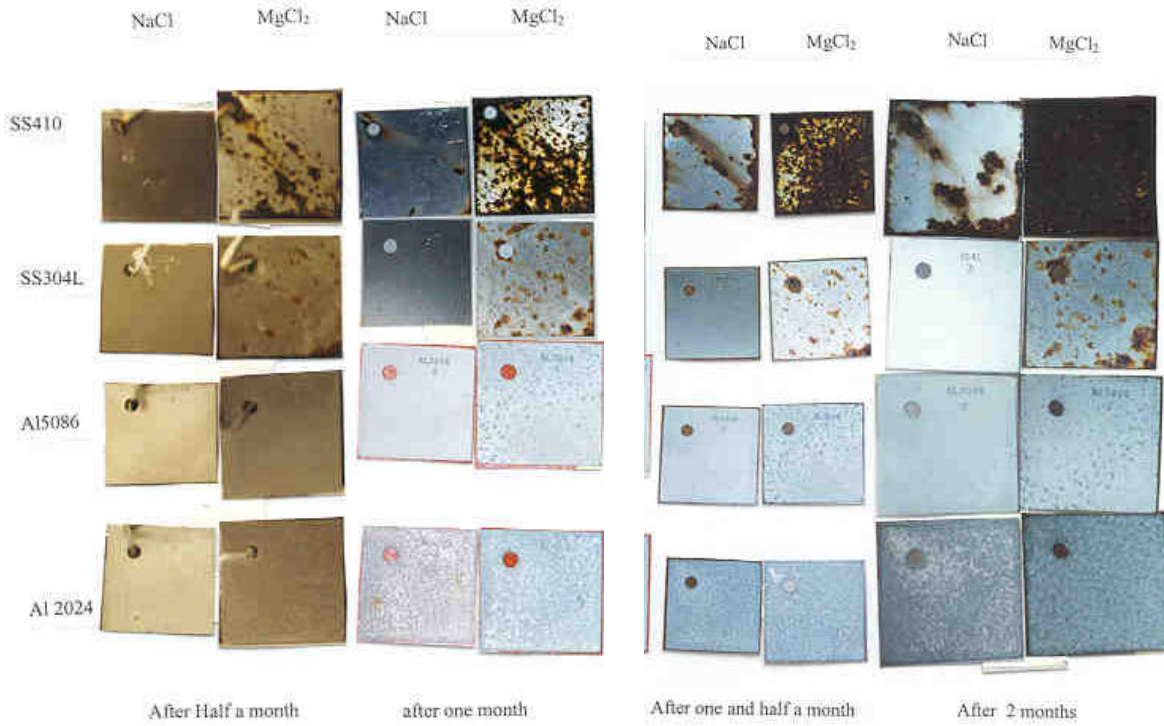 NaCl MgCl₂ NaCl MgCl₂
NaCl MgCl₂ NaCl MgCl₂
SS410
SS304L
Al5086
Al 2024
After Half a month after one month After one and half a month After 2 months